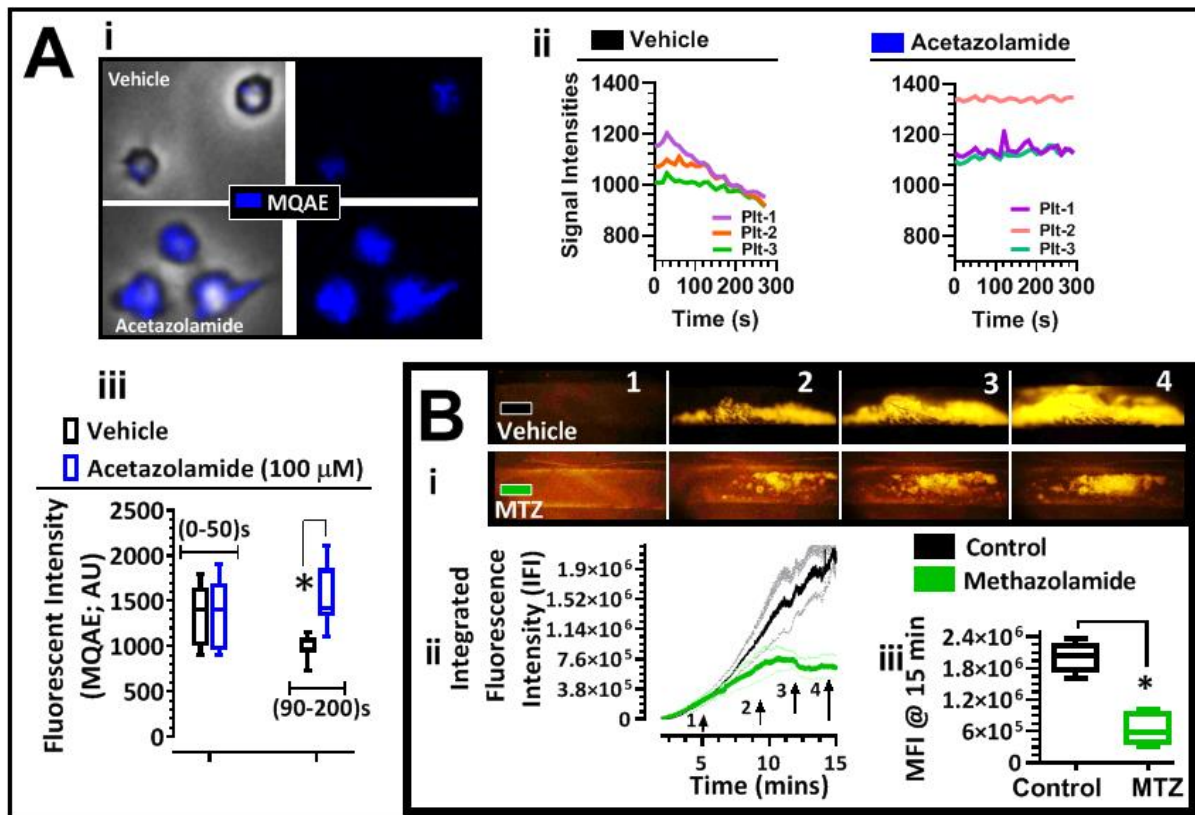 A
i
Vehicle
MQAE
Acetazolamide
ii
Vehicle
Acetazolamide
Signal Intensities
1400
1200
1000
800
Plt-1
Plt-2
Plt-3
0 100 200 300
Time (s)
1400
1200
1000
800
Plt-1
Plt-2
Plt-3
0 100 200 300
Time (s)
iii
Vehicle
Acetazolamide (100 μM)
Fluorescent Intensity
(MQAE; AU)
2500
2000
1500
1000
500
0
(0-50)s
*
(90-200)s
B
1 2 3 4
Vehicle
i
MTZ
ii
Integrated
Fluorescence
Intensity (IFI)
1.9×10⁶
1.52×10⁶
1.14×10⁶
7.6×10⁵
3.8×10⁵
0
1 2 3 4
5 10 15
Time (mins)
Control
Methazolamide
iii
MFI @ 15 min
2.4×10⁶
1.8×10⁶
1.2×10⁶
6×10⁵
0
*
Control MTZ